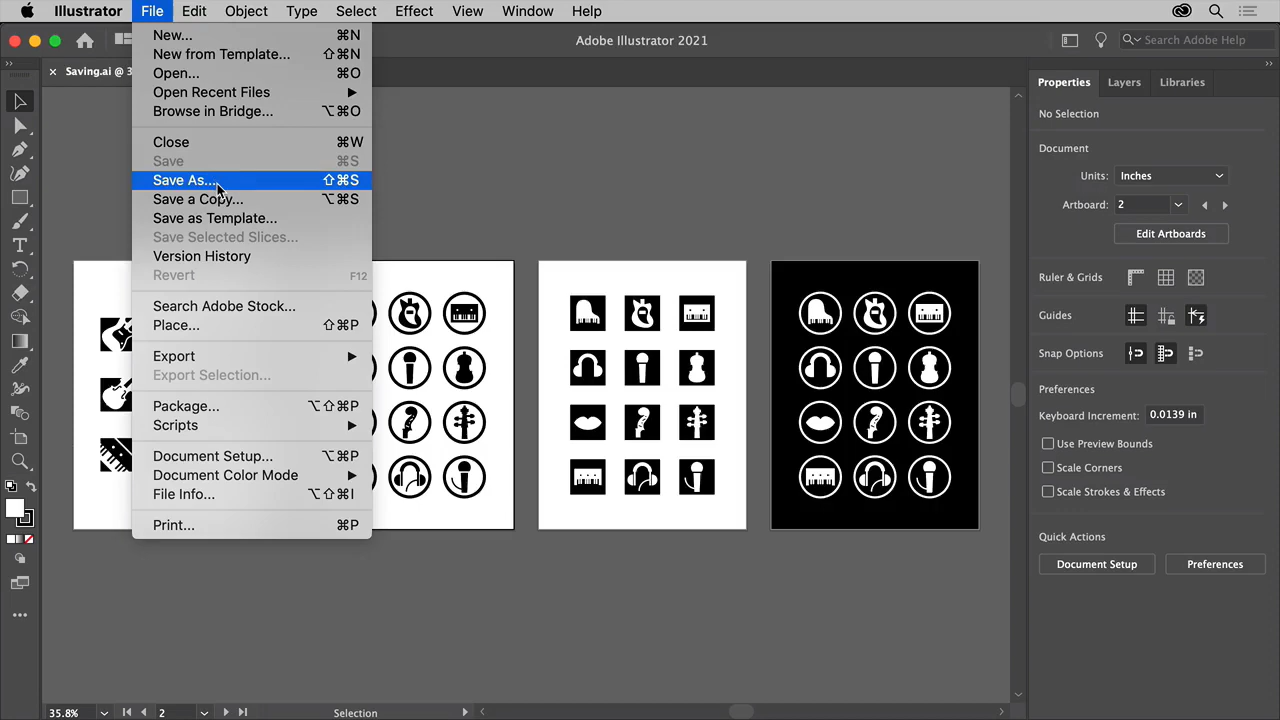 Illustrator File Edit Object Type Select Effect View Window Help
Adobe Illustrator 2021
Search Adobe Help
Saving.ai @ 3
New... ⌘N
New from Template... ⇧⌘N
Open... ⌘O
Open Recent Files
Browse in Bridge... ⌥⌘O
Close ⌘W
Save ⌘S
Save As... ⇧⌘S
Save a Copy... ⌥⌘S
Save as Template...
Save Selected Slices...
Version History
Revert F12
Search Adobe Stock...
Place... ⇧⌘P
Export
Export Selection...
Package... ⌥⇧⌘P
Scripts
Document Setup... ⌥⌘P
Document Color Mode
File Info... ⌥⇧⌘I
Print... ⌘P
Properties Layers Libraries
No Selection
Document
Units: Inches
Artboard: 2
Edit Artboards
Ruler & Grids
Guides
Snap Options
Preferences
Keyboard Increment: 0.0139 in
Use Preview Bounds
Scale Corners
Scale Strokes & Effects
Quick Actions
Document Setup Preferences
35.8% 2 Selection